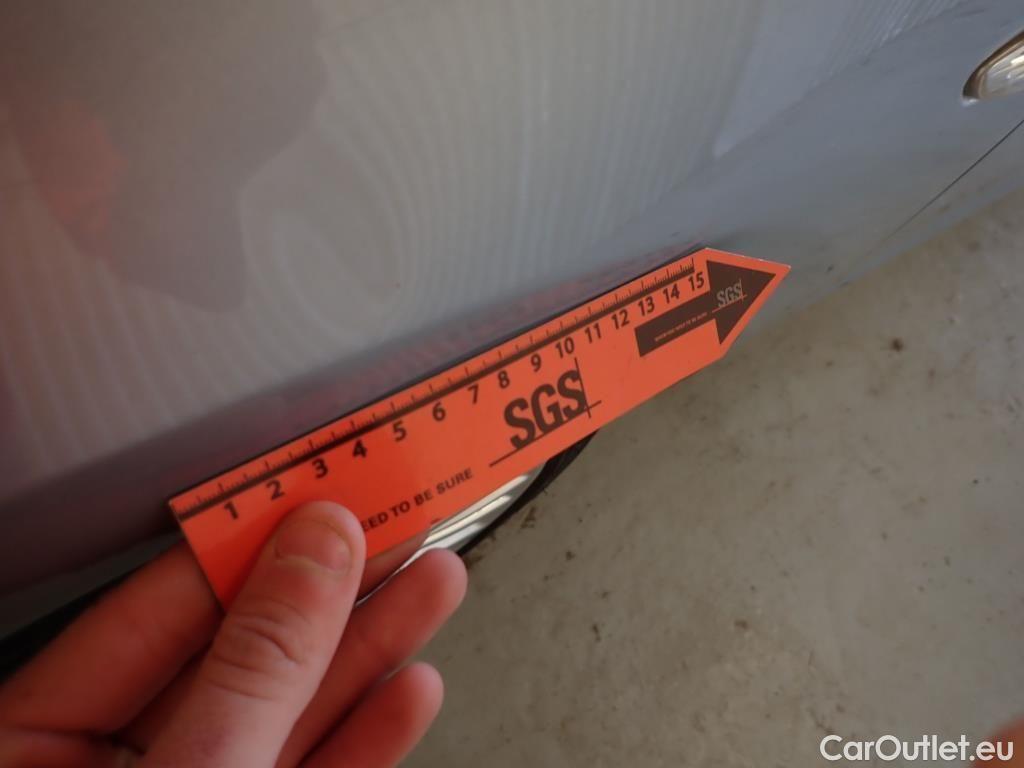 1 2 3 4 5 6 7 8 9 10 11 12 13 14 15
SGS
SGS
EED TO BE SURE
CarOutlet.eu